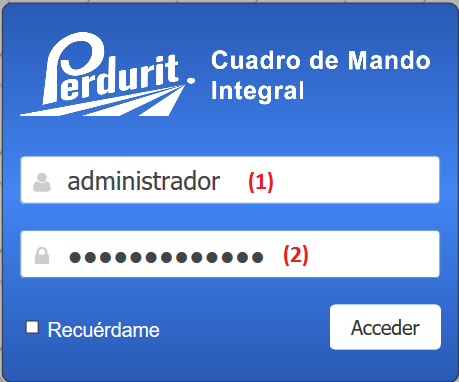 Perdurit.
Cuadro de Mando
Integral
administrador (1)
●●●●●●●●●●●●● (2)
Recuérdame
Acceder